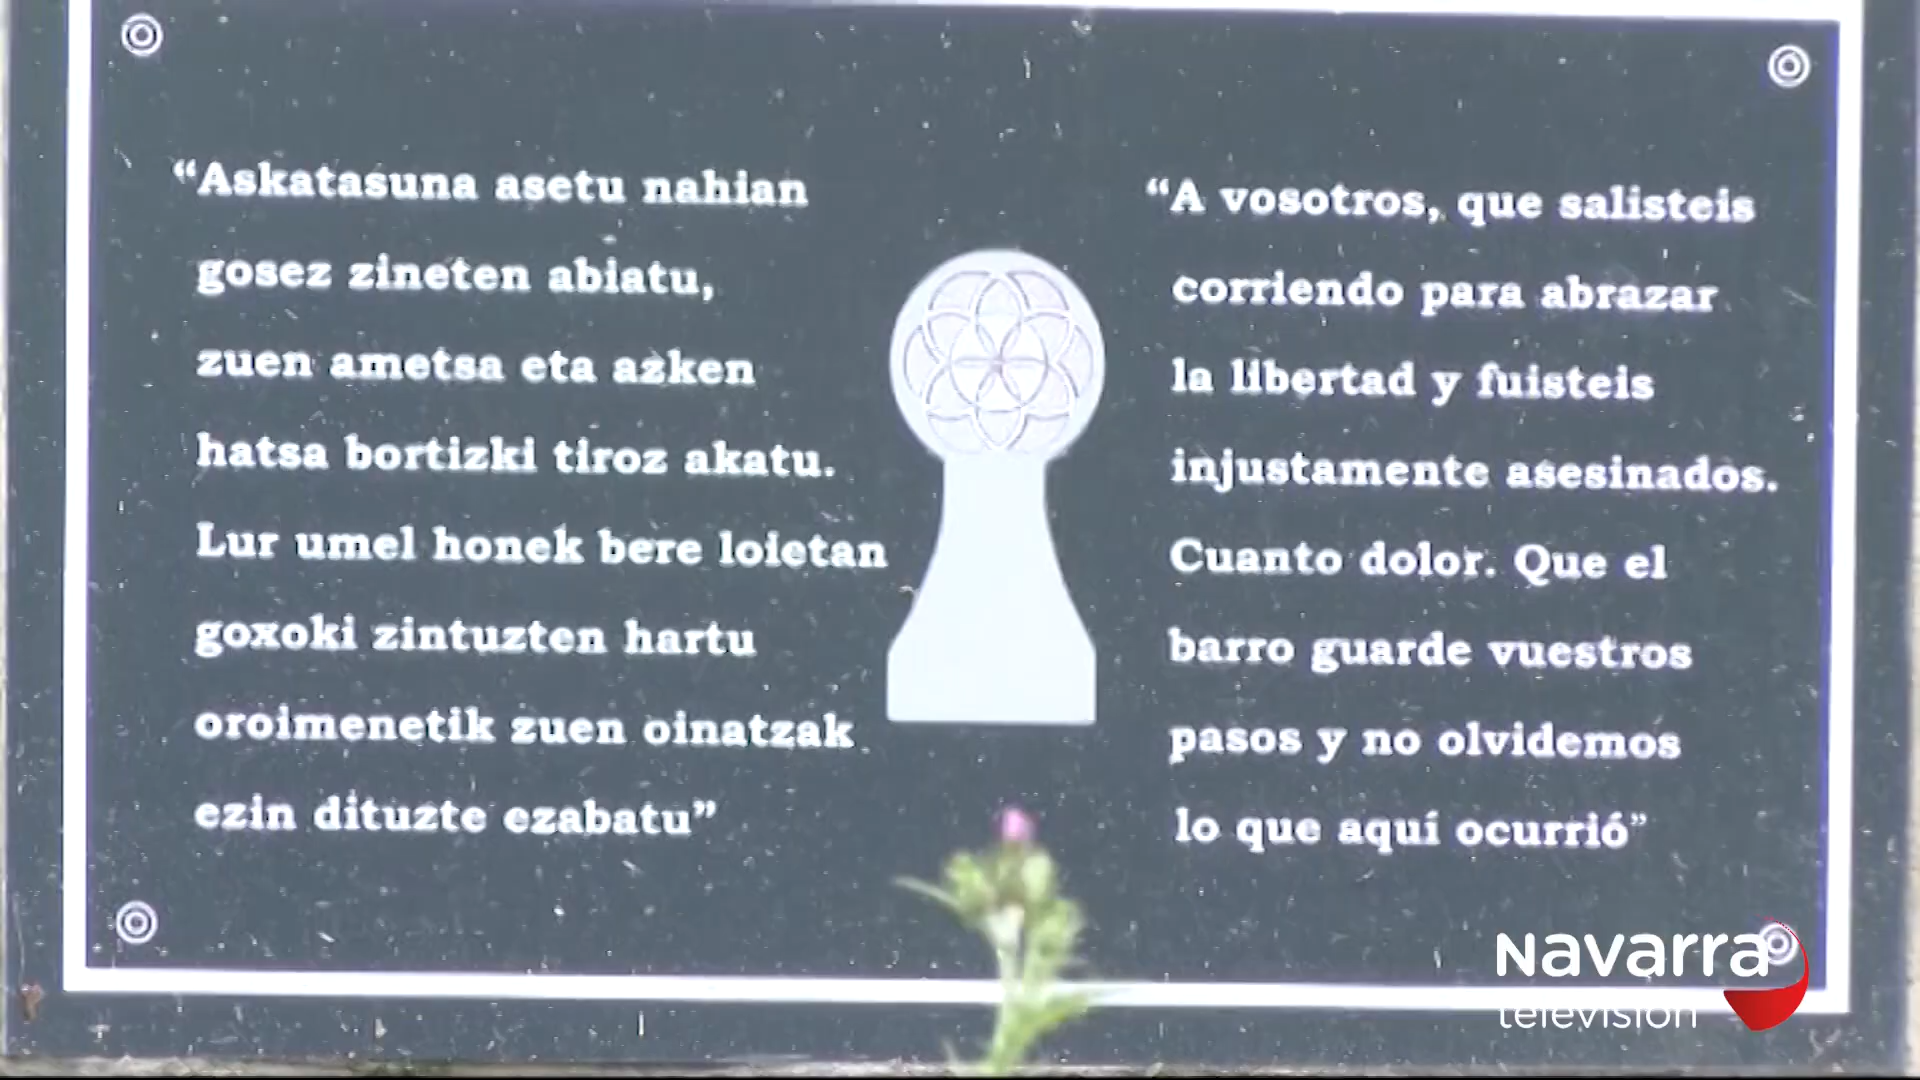 “Askatasuna asetu nahian
gosez zineten abiatu,
zuen ametsa eta azken
hatsa bortizki tiroz akatu.
Lur umel honek bere loietan
goxoki zintuzten hartu
oroimenetik zuen oinatzak
ezin dituzte ezabatu”
“A vosotros, que salisteis
corriendo para abrazar
la libertad y fuisteis
injustamente asesinados.
Cuanto dolor. Que el
barro guarde vuestros
pasos y no olvidemos
lo que aquí ocurrió”
Navarra
televisión